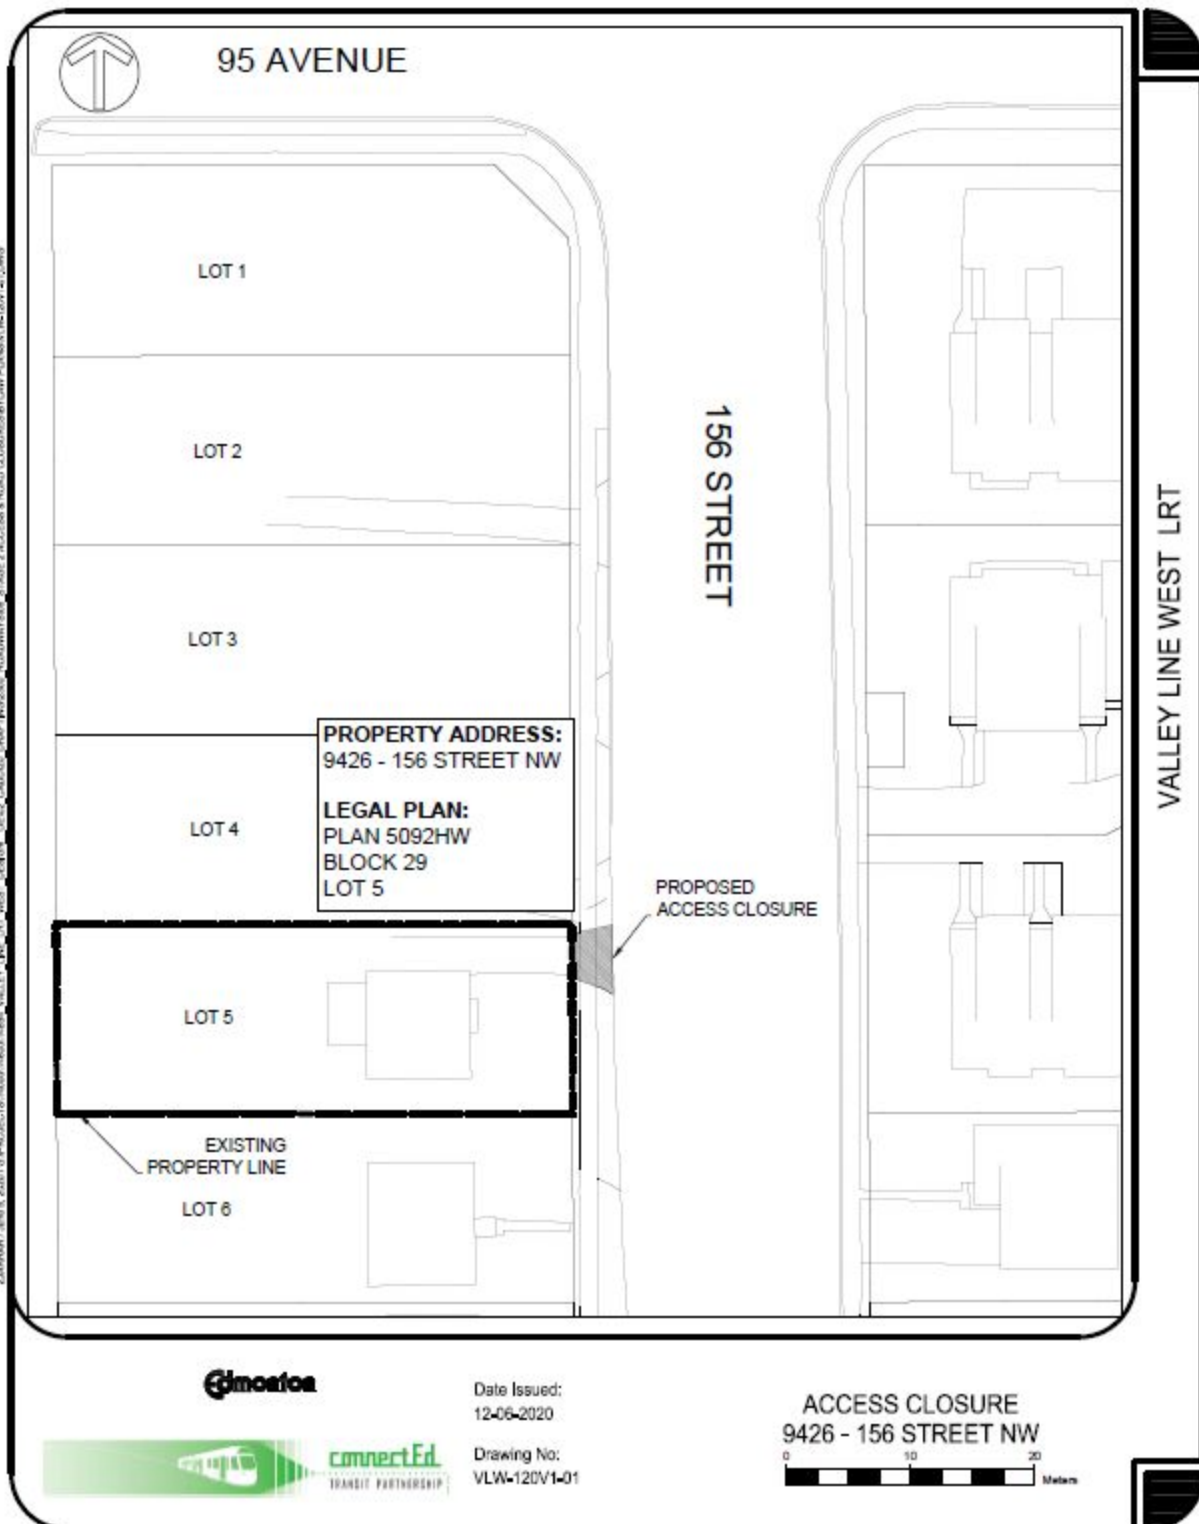 95 AVENUE
LOT 1
LOT 2
156 STREET
LOT 3
PROPERTY ADDRESS:
9426 - 156 STREET NW
LEGAL PLAN:
PLAN 5092HW
BLOCK 29
LOT 5
LOT 4
PROPOSED
ACCESS CLOSURE
LOT 5
EXISTING
PROPERTY LINE
LOT 6
VALLEY LINE WEST LRT
Edmonton
connectEd
TRANSIT PARTNERSHIP
Date Issued:
12-06-2020
Drawing No:
VLW-120V1-01
ACCESS CLOSURE
9426 - 156 STREET NW
0 10 20
Meters